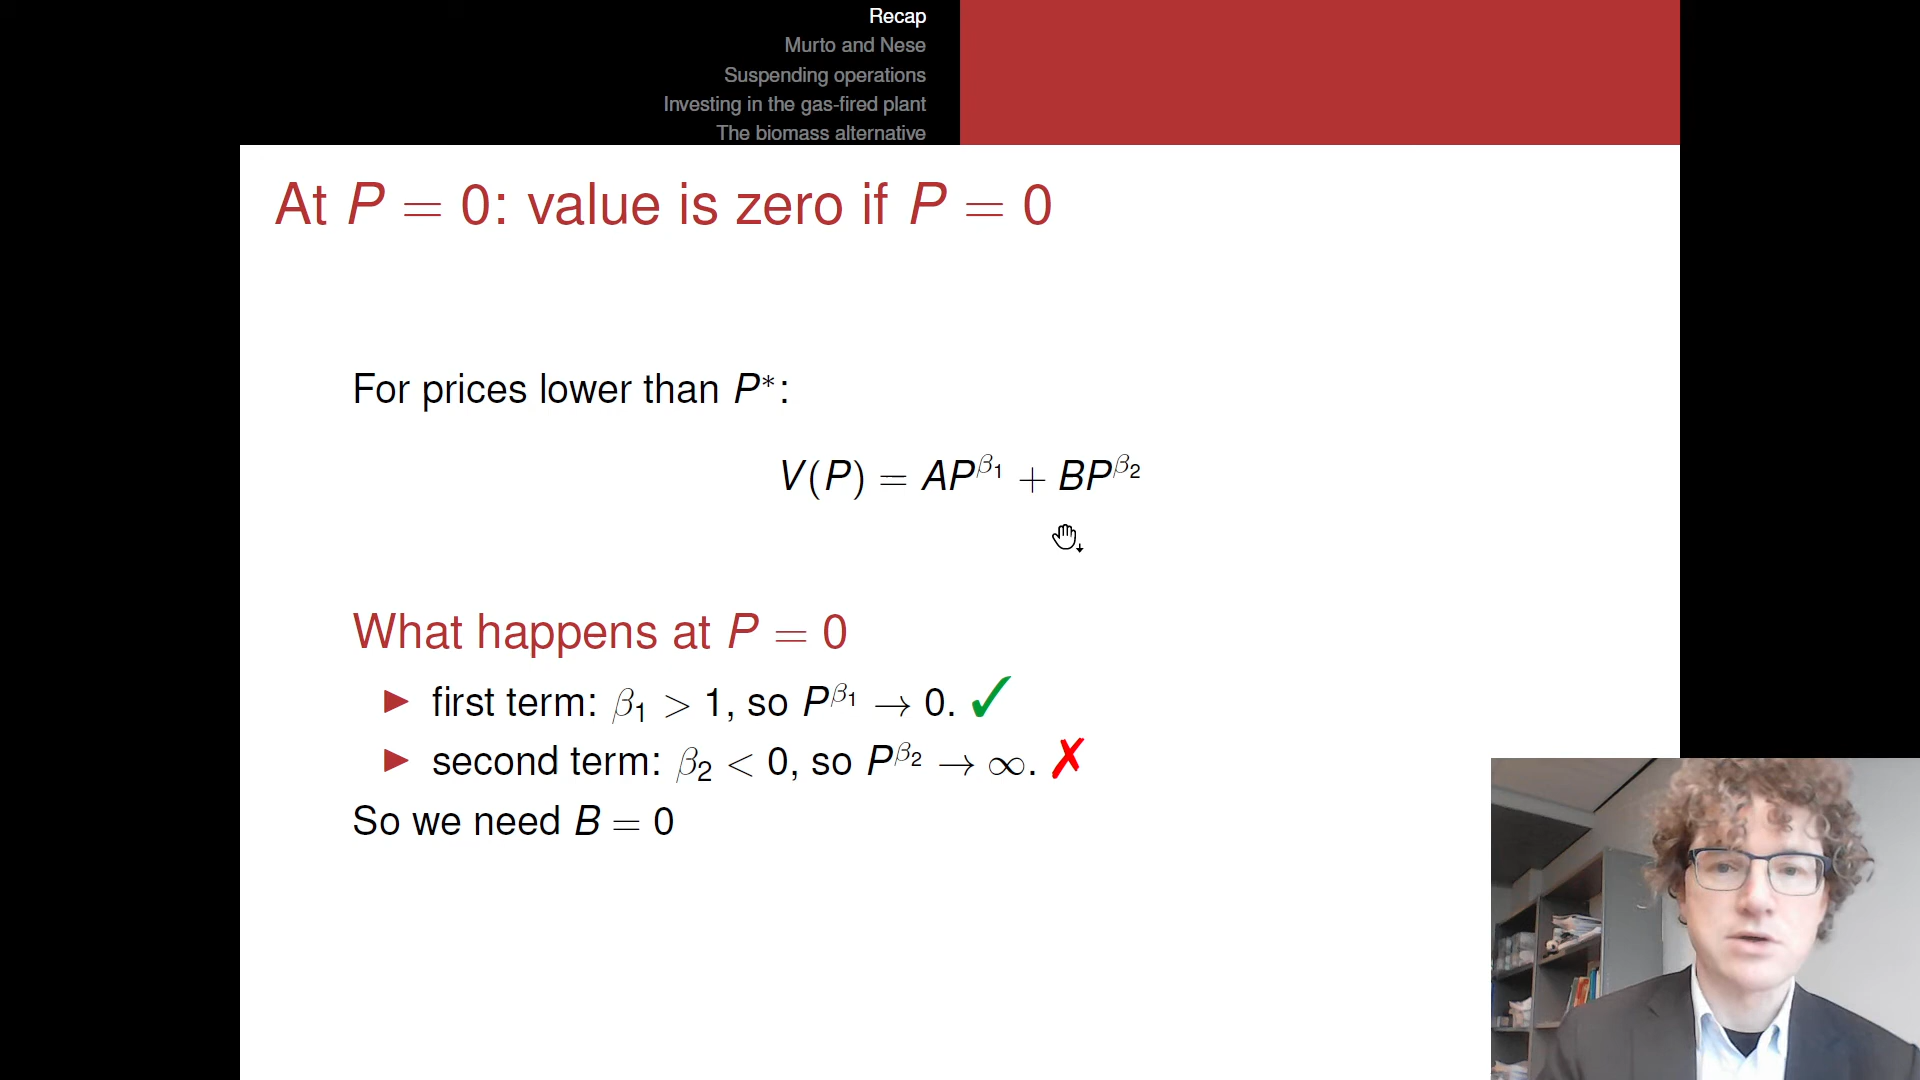 Recap
Murto and Nese
Suspending operations
Investing in the gas-fired plant
The biomass alternative
At P = 0: value is zero if P = 0
For prices lower than P*:
V(P) = AP^β₁ + BP^β₂
What happens at P = 0
▶ first term: β₁ > 1, so P^β₁ → 0. ✓
▶ second term: β₂ < 0, so P^β₂ → ∞. ✗
So we need B = 0